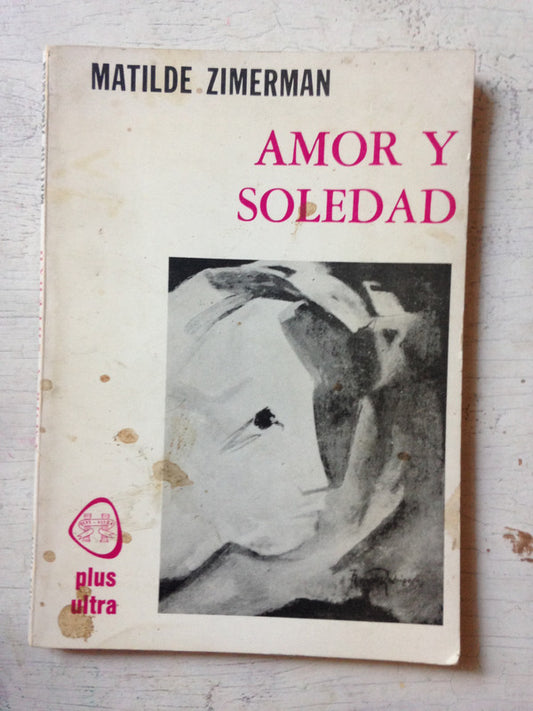 MATILDE ZIMERMAN
AMOR Y
SOLEDAD
plus
ultra